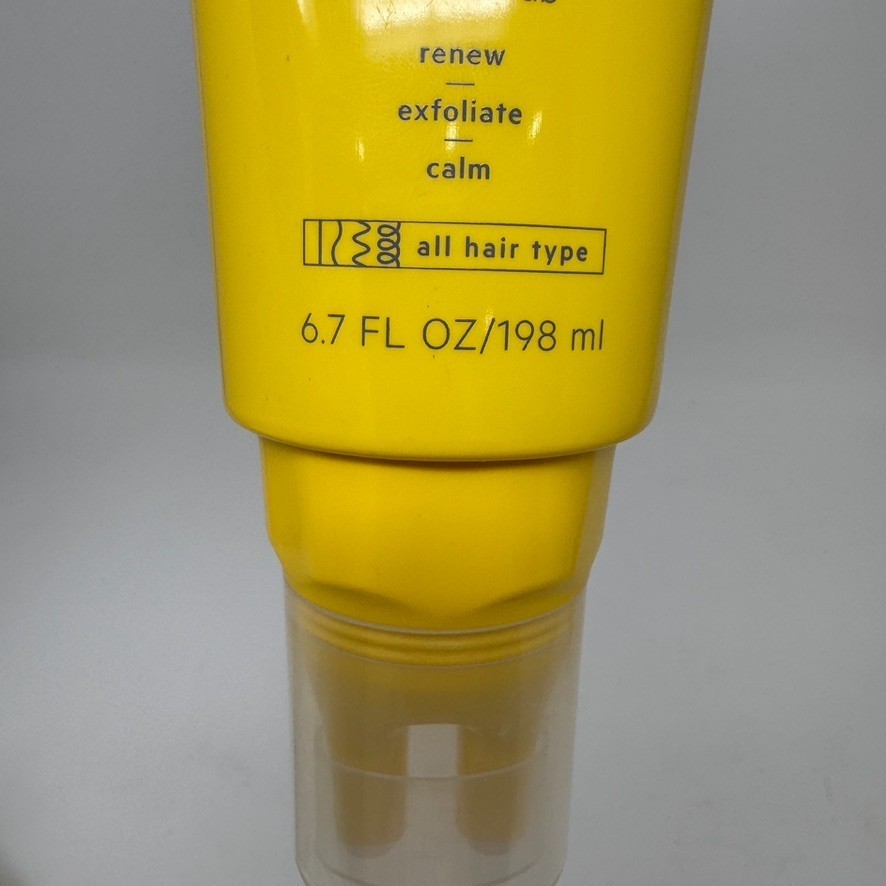 renew
exfoliate
calm
all hair type
6.7 FL OZ/198 ml